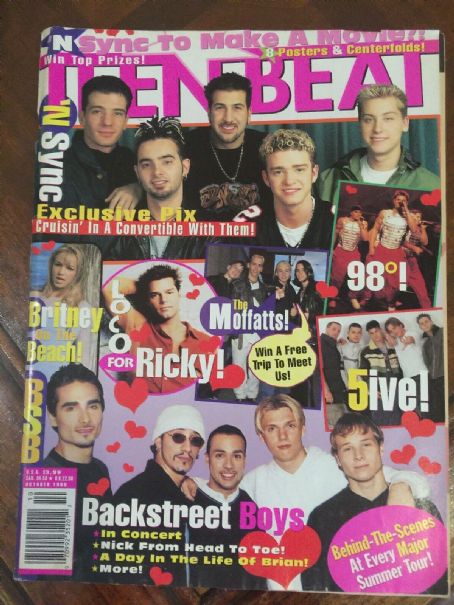 'N Sync To Make A Movie?!
8 Posters & Centerfolds!
Win Top Prizes!
TEEN BEAT
'N Sync
Exclusive Pix
Cruisin' In A Convertible With Them!
98°!
Britney
On The
Beach!
LOCO
FOR
Ricky!
The
Moffatts!
Win A Free
Trip To Meet
Us!
5ive!
BSB
OCTOBER 1999
Backstreet Boys
★In Concert
★Nick From Head To Toe!
★A Day In The Life Of Brian!
★More!
Behind-The-Scenes
At Every Major
Summer Tour!